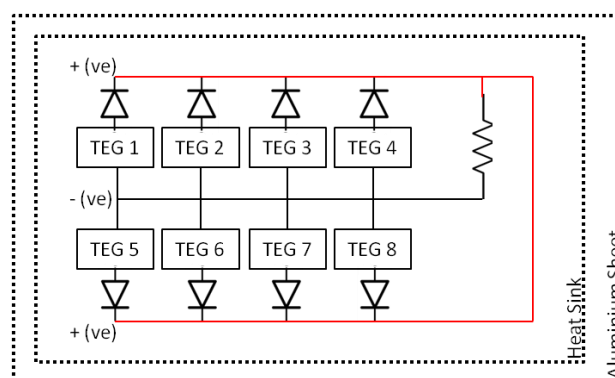 + (ve)
TEG 1 TEG 2 TEG 3 TEG 4
- (ve)
TEG 5 TEG 6 TEG 7 TEG 8
+ (ve)
Heat Sink
Aluminium Sheet